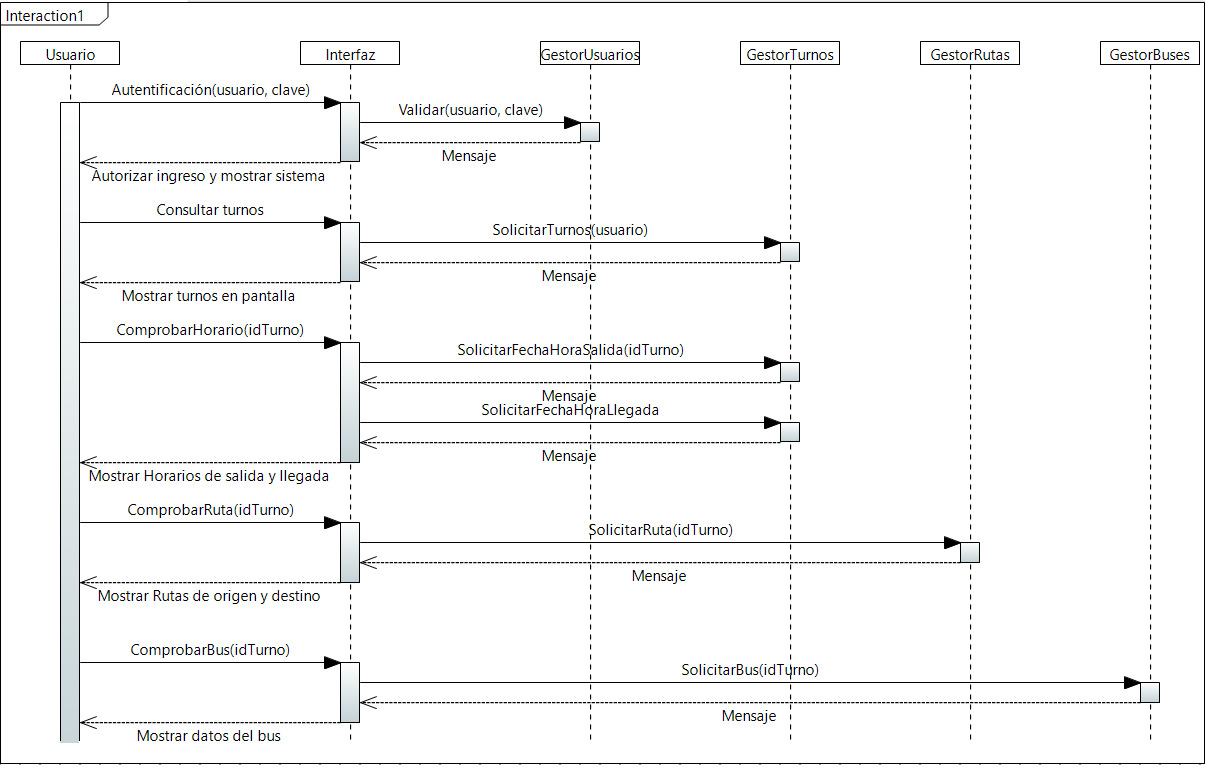 Interaction1
Usuario
Interfaz
GestorUsuarios
GestorTurnos
GestorRutas
GestorBuses
Autentificación(usuario, clave)
Validar(usuario, clave)
Mensaje
Autorizar ingreso y mostrar sistema
Consultar turnos
SolicitarTurnos(usuario)
Mensaje
Mostrar turnos en pantalla
ComprobarHorario(idTurno)
SolicitarFechaHoraSalida(idTurno)
Mensaje
SolicitarFechaHoraLlegada
Mensaje
Mostrar Horarios de salida y llegada
ComprobarRuta(idTurno)
SolicitarRuta(idTurno)
Mensaje
Mostrar Rutas de origen y destino
ComprobarBus(idTurno)
SolicitarBus(idTurno)
Mensaje
Mostrar datos del bus